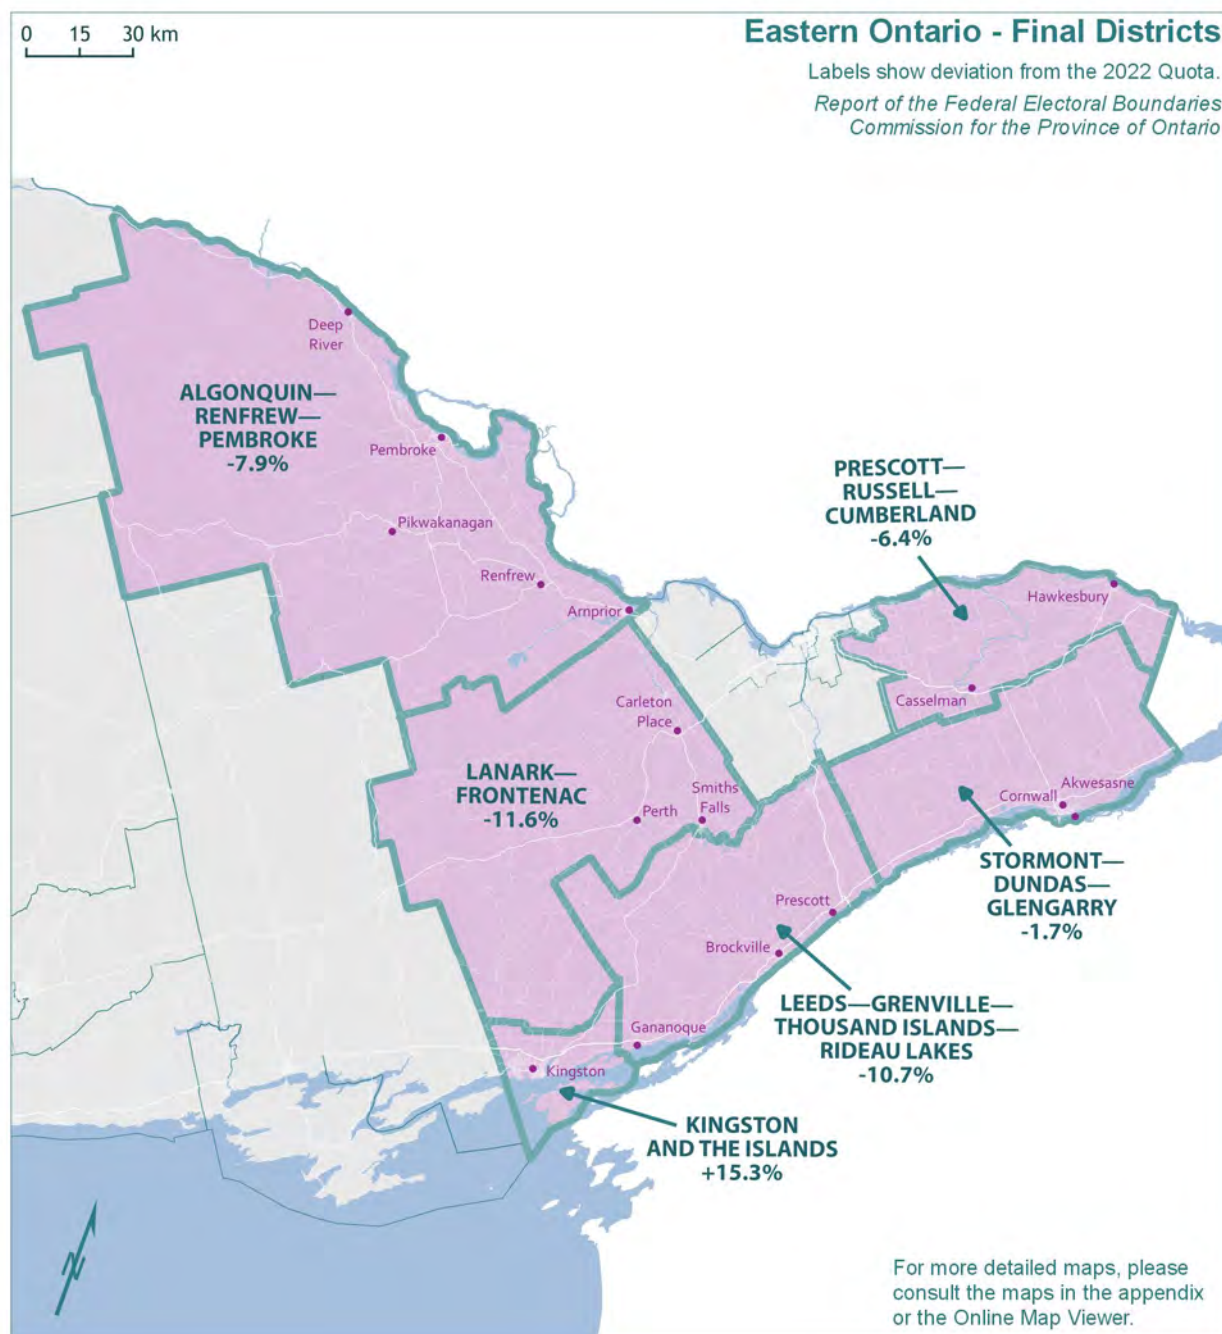 0 15 30 km
Eastern Ontario - Final Districts
Labels show deviation from the 2022 Quota.
Report of the Federal Electoral Boundaries
Commission for the Province of Ontario
Deep
River
ALGONQUIN—
RENFREW—
PEMBROKE
-7.9%
Pembroke
PRESCOTT—
RUSSELL—
CUMBERLAND
-6.4%
Pikwakanagan
Renfrew
Arnprior
Hawkesbury
Casselman
Carleton
Place
LANARK—
FRONTENAC
-11.6%
Smiths
Falls
Perth
Akwesasne
Cornwall
STORMONT—
DUNDAS—
GLENGARRY
-1.7%
Prescott
Brockville
LEEDS—GRENVILLE—
THOUSAND ISLANDS—
RIDEAU LAKES
-10.7%
Gananoque
Kingston
KINGSTON
AND THE ISLANDS
+15.3%
N
For more detailed maps, please
consult the maps in the appendix
or the Online Map Viewer.